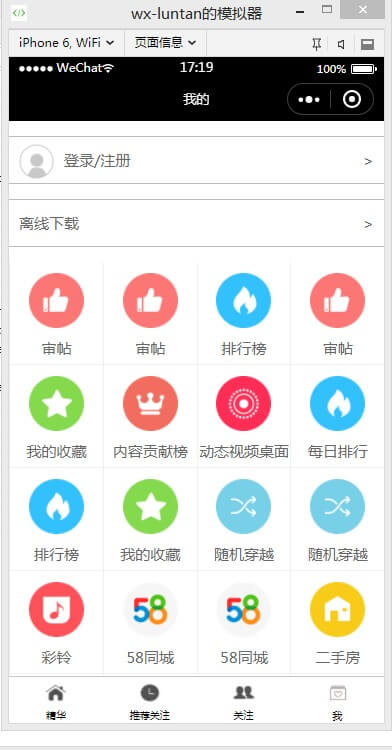 wx-luntan的模拟器
iPhone 6, WiFi 页面信息
WeChat 17:19 100%
我的
登录/注册 >
离线下载 >
审帖 审帖 排行榜 审帖
我的收藏 内容贡献榜 动态视频桌面 每日排行
排行榜 我的收藏 随机穿越 随机穿越
58 58
彩铃 58同城 58同城 二手房
精华 推荐关注 关注 我